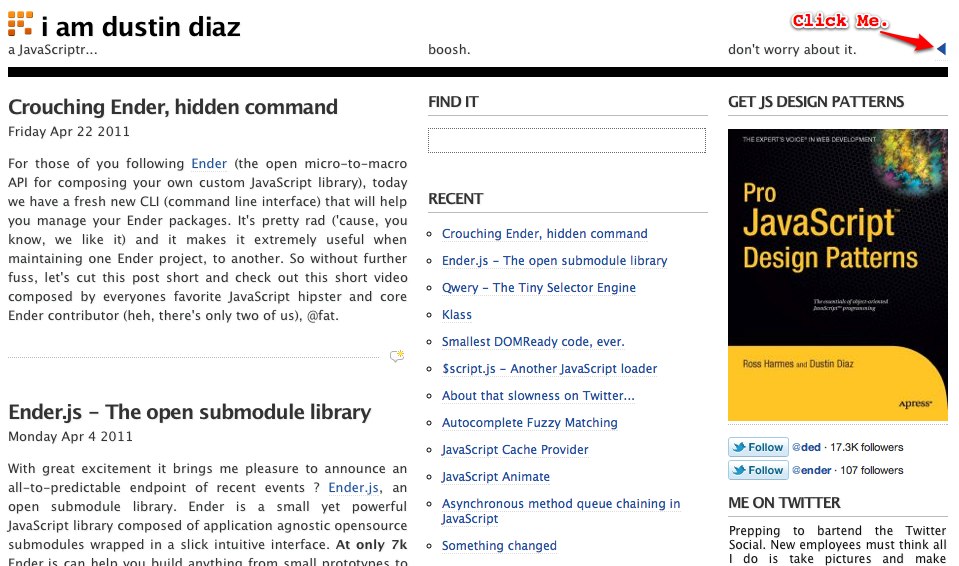 i am dustin diaz
a JavaScriptr...
boosh.
don't worry about it.
Click Me.
Crouching Ender, hidden command
Friday Apr 22 2011
For those of you following Ender (the open micro-to-macro
API for composing your own custom JavaScript library), today
we have a fresh new CLI (command line interface) that will help
you manage your Ender packages. It's pretty rad ('cause, you
know, we like it) and it makes it extremely useful when
maintaining one Ender project, to another. So without further
fuss, let's cut this post short and check out this short video
composed by everyones favorite JavaScript hipster and core
Ender contributor (heh, there's only two of us), @fat.
Ender.js – The open submodule library
Monday Apr 4 2011
With great excitement it brings me pleasure to announce an
all-to-predictable endpoint of recent events ? Ender.js, an
open submodule library. Ender is a small yet powerful
JavaScript library composed of application agnostic opensource
submodules wrapped in a slick intuitive interface. At only 7k
Ender.js can help you build anything from small prototypes to
FIND IT
RECENT
Crouching Ender, hidden command
Ender.js – The open submodule library
Qwery – The Tiny Selector Engine
Klass
Smallest DOMReady code, ever.
$script.js – Another JavaScript loader
About that slowness on Twitter...
Autocomplete Fuzzy Matching
JavaScript Cache Provider
JavaScript Animate
Asynchronous method queue chaining in
JavaScript
Something changed
GET JS DESIGN PATTERNS
THE EXPERT'S VOICE® IN WEB DEVELOPMENT
Pro
JavaScript™
Design Patterns
The essentials of object-oriented
JavaScript™ programming
Ross Harmes and Dustin Diaz
Apress®
Follow @ded · 17.3K followers
Follow @ender · 107 followers
ME ON TWITTER
Prepping to bartend the Twitter
Social. New employees must think all
I do is take pictures and make